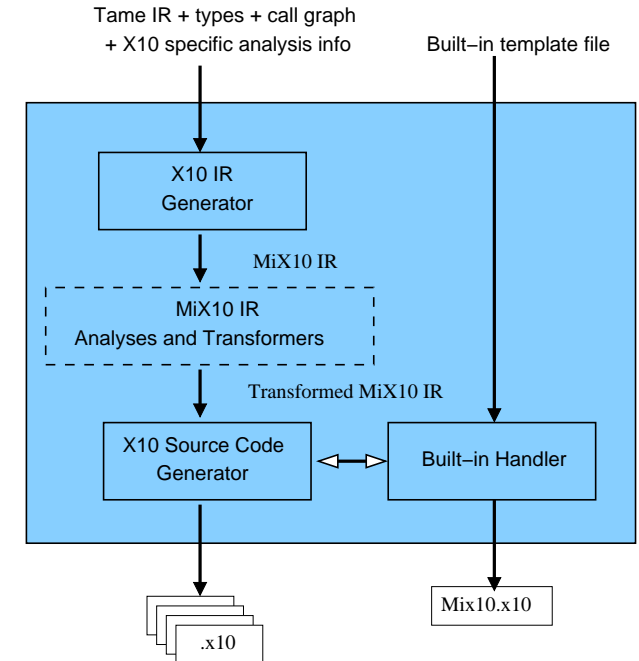 Tame IR + types + call graph
+ X10 specific analysis info
Built−in template file
X10 IR
Generator
MiX10 IR
MiX10 IR
Analyses and Transformers
Transformed MiX10 IR
X10 Source Code
Generator
Built−in Handler
Mix10.x10
.x10